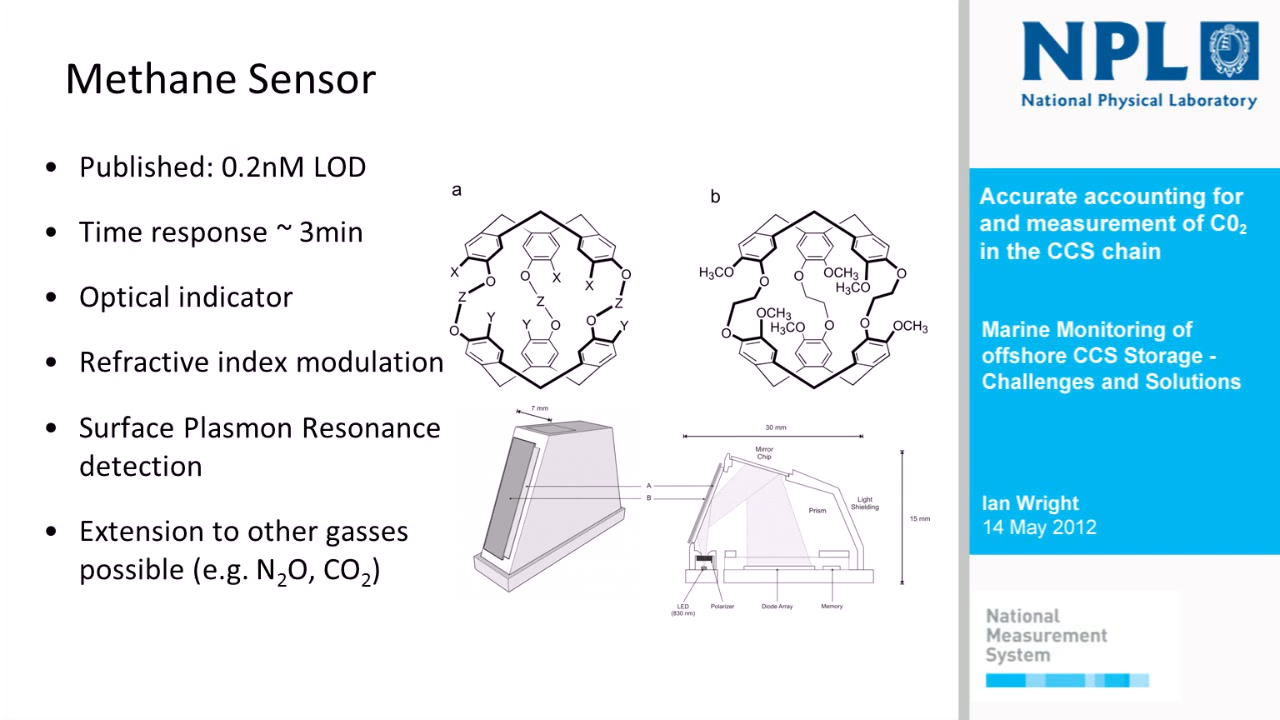 Methane Sensor
• Published: 0.2nM LOD
• Time response ~ 3min
• Optical indicator
• Refractive index modulation
• Surface Plasmon Resonance
detection
• Extension to other gasses
possible (e.g. N₂O, CO₂)
a
X
O
O
X
X
O
Z
Z
Z
O
Y
Y
O
O
Y
b
H₃CO
O
O
OCH₃
H₃CO
O
O
OCH₃
H₃CO
O
O
OCH₃
7 mm
A
B
30 mm
Mirror
Chip
Prism
Light
Shielding
15 mm
LED
(830 nm)
Polarizer
Diode Array
Memory
NPL
National Physical Laboratory
Accurate accounting for
and measurement of C0₂
in the CCS chain
Marine Monitoring of
offshore CCS Storage -
Challenges and Solutions
Ian Wright
14 May 2012
National
Measurement
System